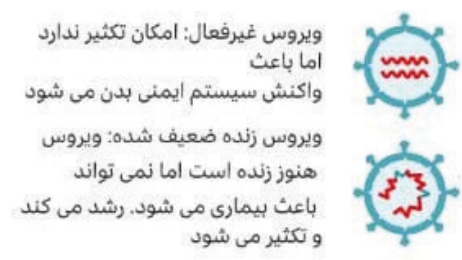 ویروس غیرفعال: امکان تکثیر ندارد
اما باعث
واکنش سیستم ایمنی بدن می شود
ویروس زنده ضعیف شده: ویروس
هنوز زنده است اما نمی تواند
باعث بیماری می شود. رشد می کند
و تکثیر می شود